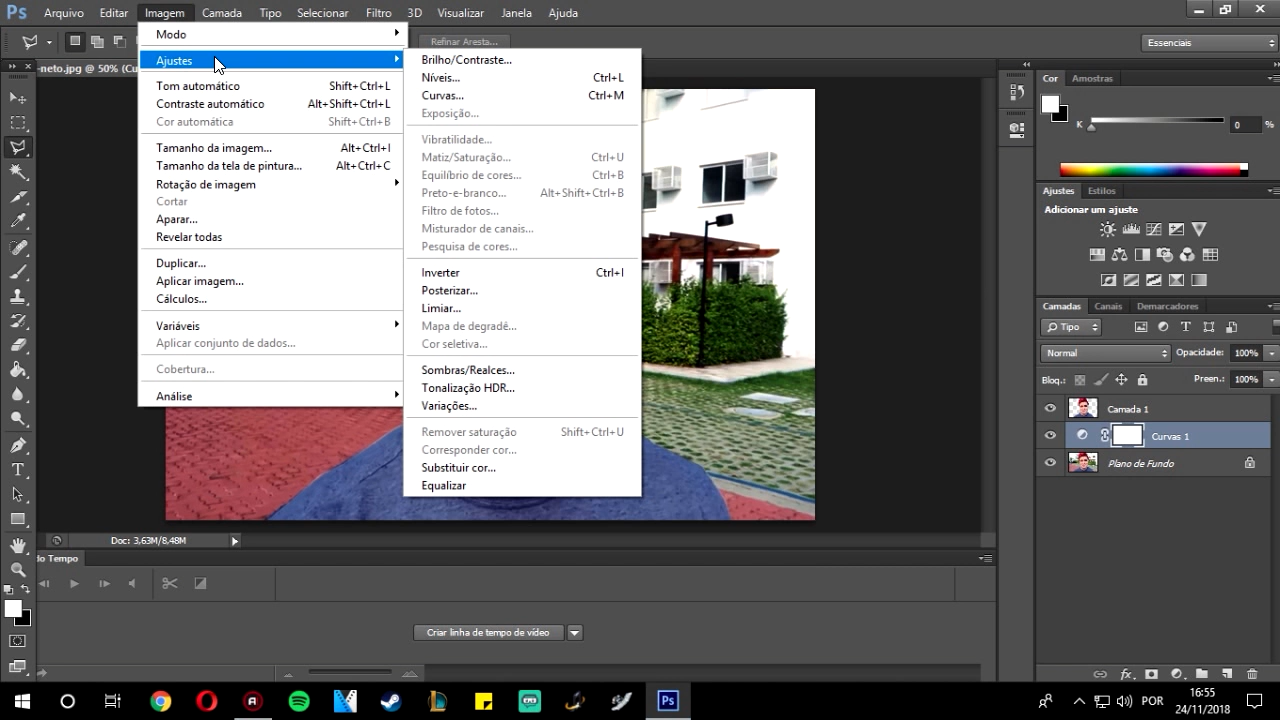 Ps Arquivo Editar Imagem Camada Tipo Selecionar Filtro 3D Visualizar Janela Ajuda
Refinar Aresta...
Essenciais
-neto.jpg @ 50% (Cu
Modo
Ajustes
Tom automático Shift+Ctrl+L
Contraste automático Alt+Shift+Ctrl+L
Cor automática Shift+Ctrl+B
Tamanho da imagem... Alt+Ctrl+I
Tamanho da tela de pintura... Alt+Ctrl+C
Rotação de imagem
Cortar
Aparar...
Revelar todas
Duplicar...
Aplicar imagem...
Cálculos...
Variáveis
Aplicar conjunto de dados...
Cobertura...
Análise
Brilho/Contraste...
Níveis... Ctrl+L
Curvas... Ctrl+M
Exposição...
Vibratilidade...
Matiz/Saturação... Ctrl+U
Equilíbrio de cores... Ctrl+B
Preto-e-branco... Alt+Shift+Ctrl+B
Filtro de fotos...
Misturador de canais...
Pesquisa de cores...
Inverter Ctrl+I
Posterizar...
Limiar...
Mapa de degradê...
Cor seletiva...
Sombras/Realces...
Tonalização HDR...
Variações...
Remover saturação Shift+Ctrl+U
Corresponder cor...
Substituir cor...
Equalizar
Cor Amostras
K 0 %
Ajustes Estilos
Adicionar um ajuste
Camadas Canais Demarcadores
Tipo
Normal Opacidade: 100%
Bloq.: Preen.: 100%
Camada 1
Curvas 1
Plano de Fundo
Doc: 3,63M/8,48M
do Tempo
Criar linha de tempo de vídeo
Ps
POR
16:55
24/11/2018